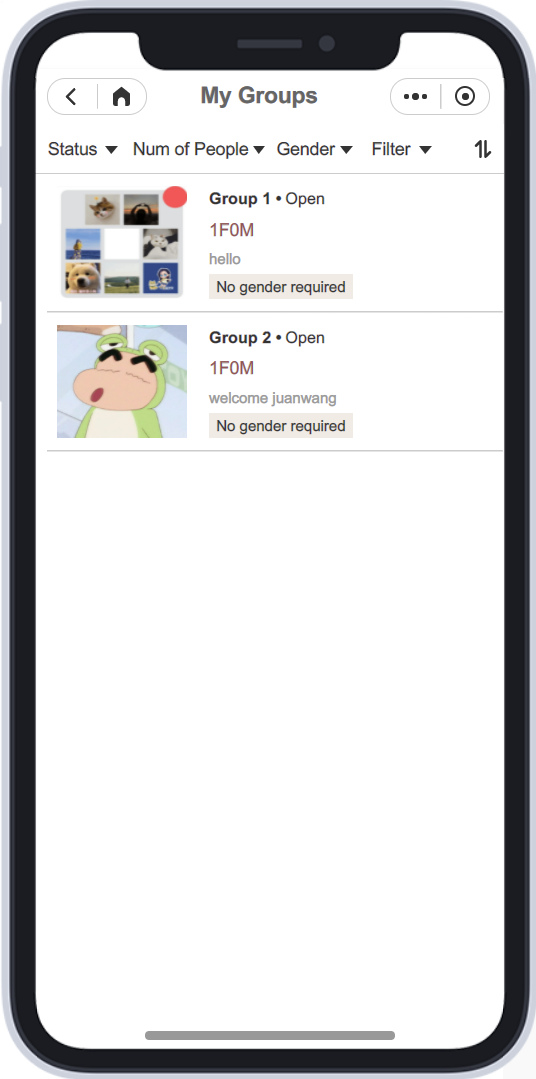 My Groups
Status Num of People Gender Filter
Group 1 • Open
1F0M
hello
No gender required
Group 2 • Open
1F0M
welcome juanwang
No gender required